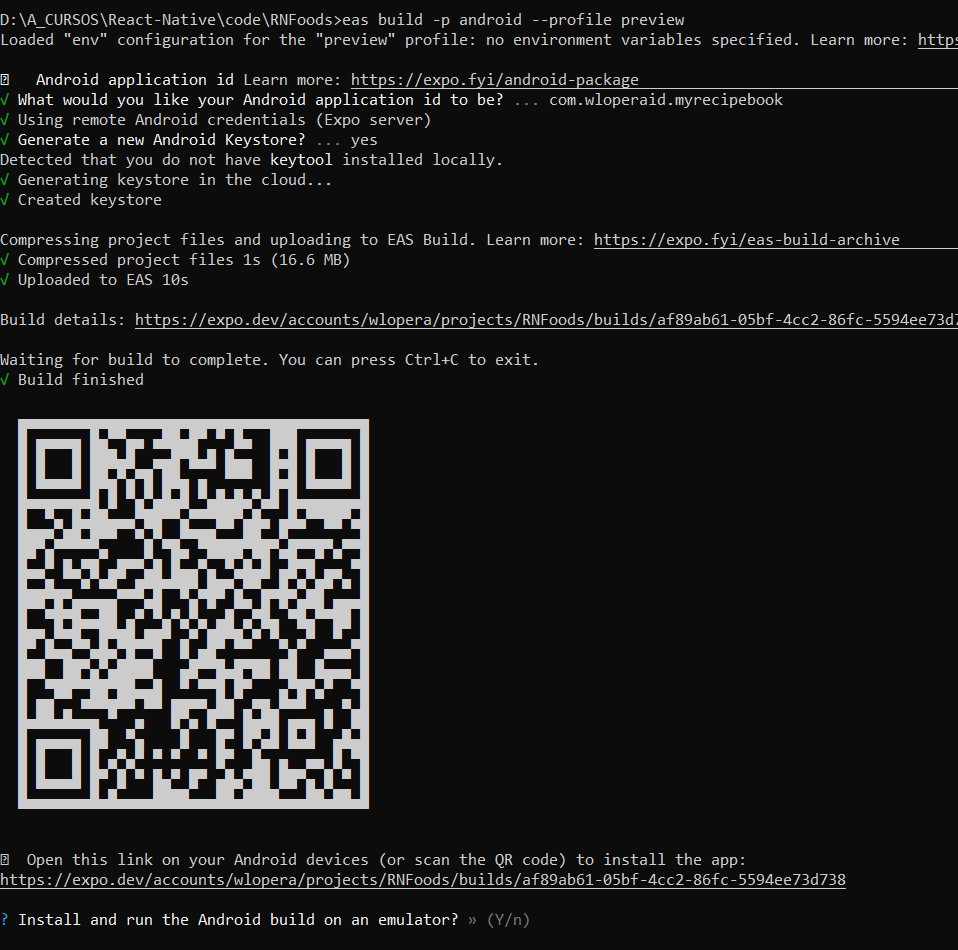 D:\A_CURSOS\React-Native\code\RNFoods>eas build -p android --profile preview
Loaded "env" configuration for the "preview" profile: no environment variables specified. Learn more: https
Android application id Learn more: https://expo.fyi/android-package
√ What would you like your Android application id to be? ... com.wloperaid.myrecipebook
√ Using remote Android credentials (Expo server)
√ Generate a new Android Keystore? ... yes
Detected that you do not have keytool installed locally.
√ Generating keystore in the cloud...
√ Created keystore
Compressing project files and uploading to EAS Build. Learn more: https://expo.fyi/eas-build-archive
√ Compressed project files 1s (16.6 MB)
√ Uploaded to EAS 10s
Build details: https://expo.dev/accounts/wlopera/projects/RNFoods/builds/af89ab61-05bf-4cc2-86fc-5594ee73d7
Waiting for build to complete. You can press Ctrl+C to exit.
√ Build finished
Open this link on your Android devices (or scan the QR code) to install the app:
https://expo.dev/accounts/wlopera/projects/RNFoods/builds/af89ab61-05bf-4cc2-86fc-5594ee73d738
? Install and run the Android build on an emulator? » (Y/n)